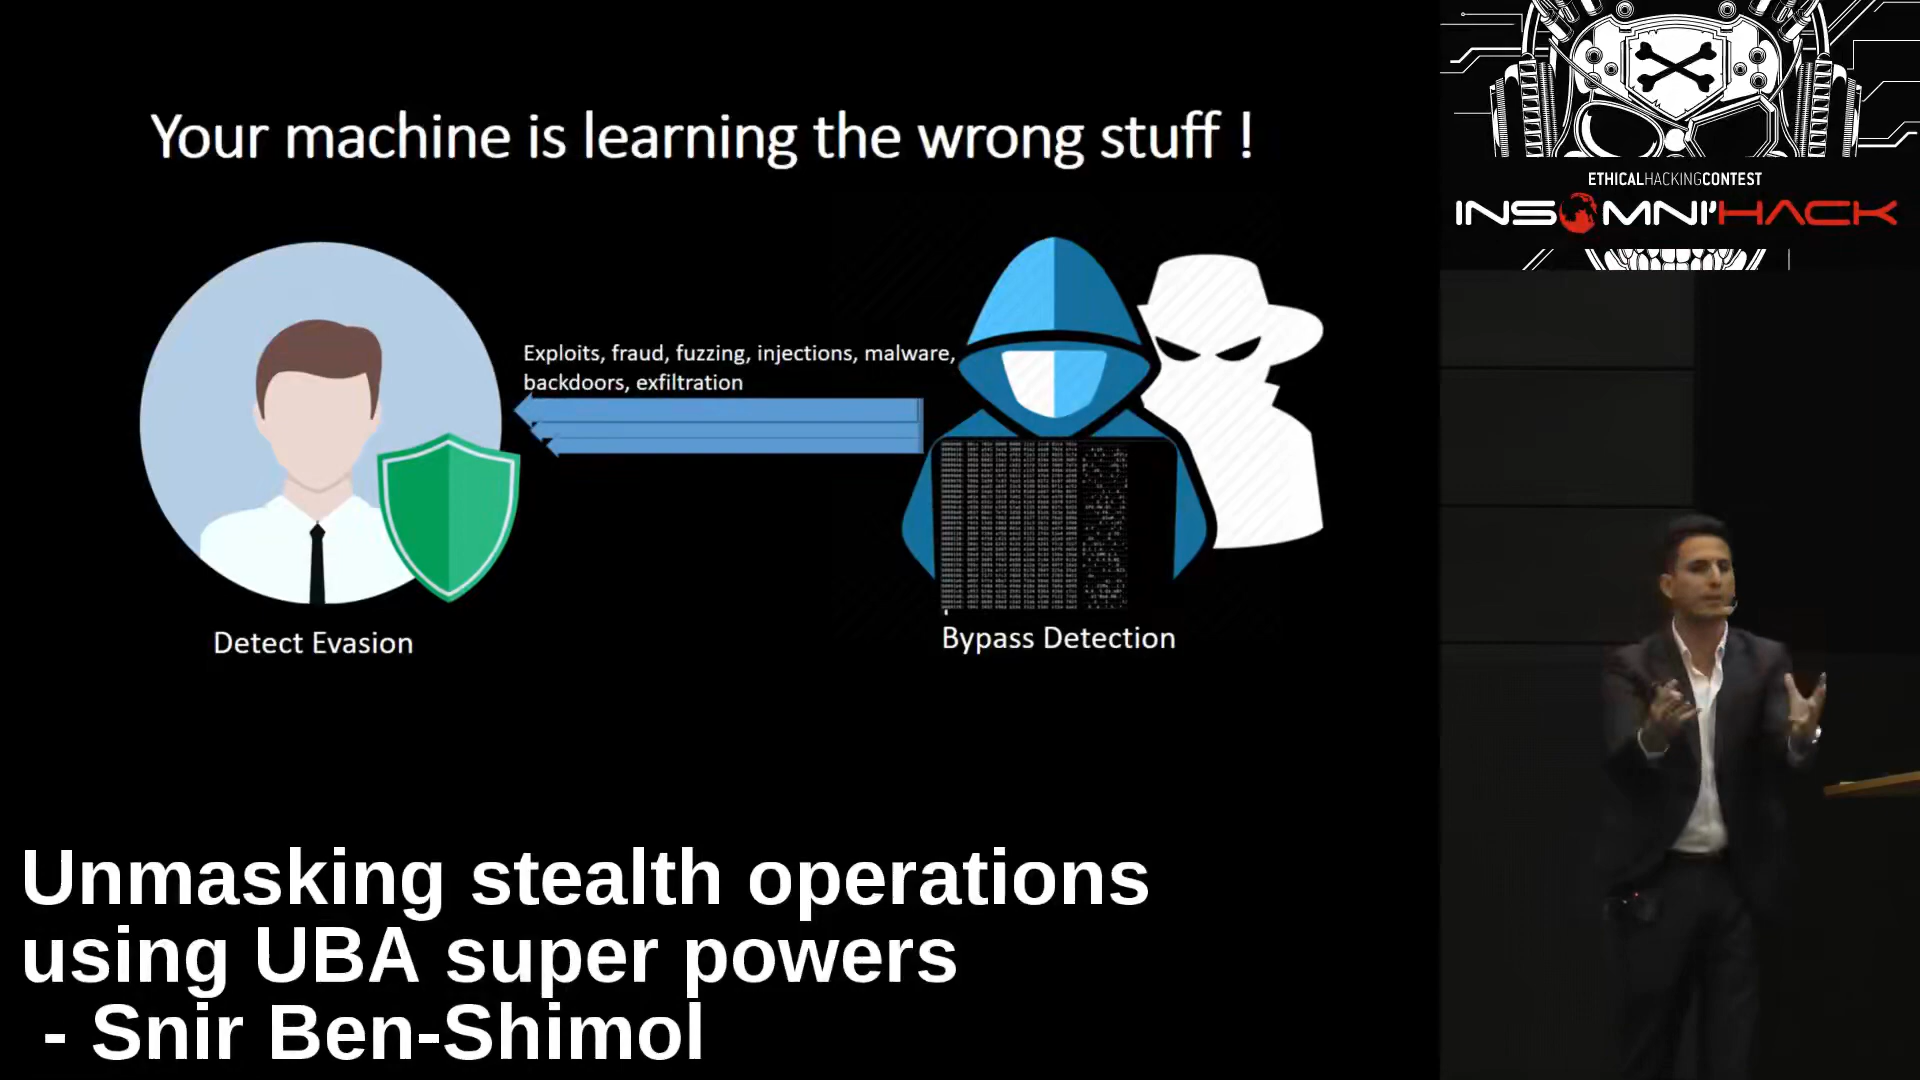 Your machine is learning the wrong stuff !
ETHICALHACKINGCONTEST
INSOMNI'HACK
Exploits, fraud, fuzzing, injections, malware,
backdoors, exfiltration
Detect Evasion
Bypass Detection
Unmasking stealth operations
using UBA super powers
- Snir Ben-Shimol